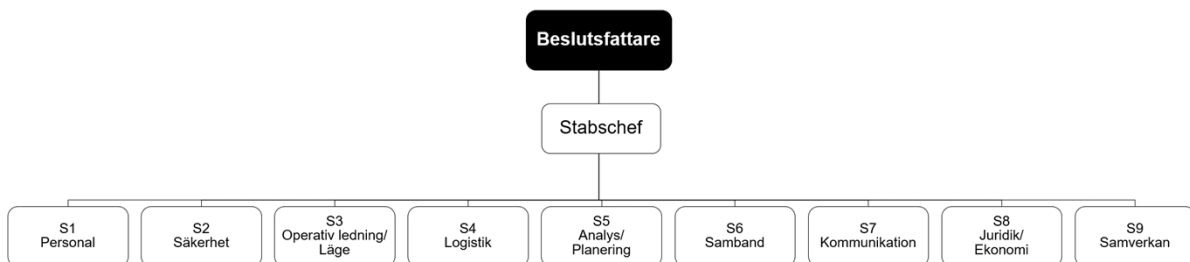 Beslutsfattare
Stabschef
S1
Personal
S2
Säkerhet
S3
Operativ ledning/
Läge
S4
Logistik
S5
Analys/
Planering
S6
Samband
S7
Kommunikation
S8
Juridik/
Ekonomi
S9
Samverkan